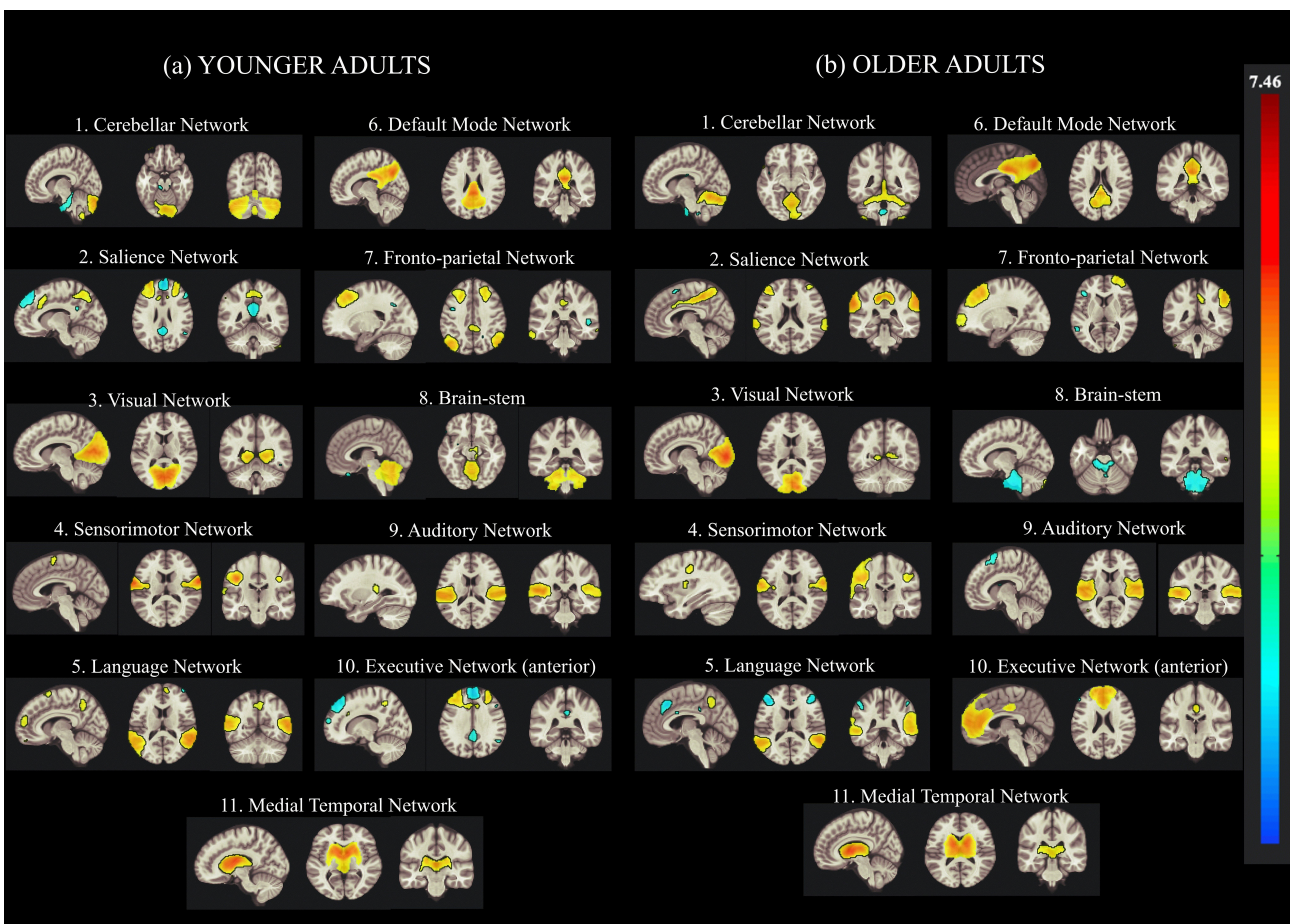 (a) YOUNGER ADULTS
1. Cerebellar Network
6. Default Mode Network
2. Salience Network
7. Fronto-parietal Network
3. Visual Network
8. Brain-stem
4. Sensorimotor Network
9. Auditory Network
5. Language Network
10. Executive Network (anterior)
11. Medial Temporal Network
(b) OLDER ADULTS
1. Cerebellar Network
6. Default Mode Network
2. Salience Network
7. Fronto-parietal Network
3. Visual Network
8. Brain-stem
4. Sensorimotor Network
9. Auditory Network
5. Language Network
10. Executive Network (anterior)
11. Medial Temporal Network
7.46